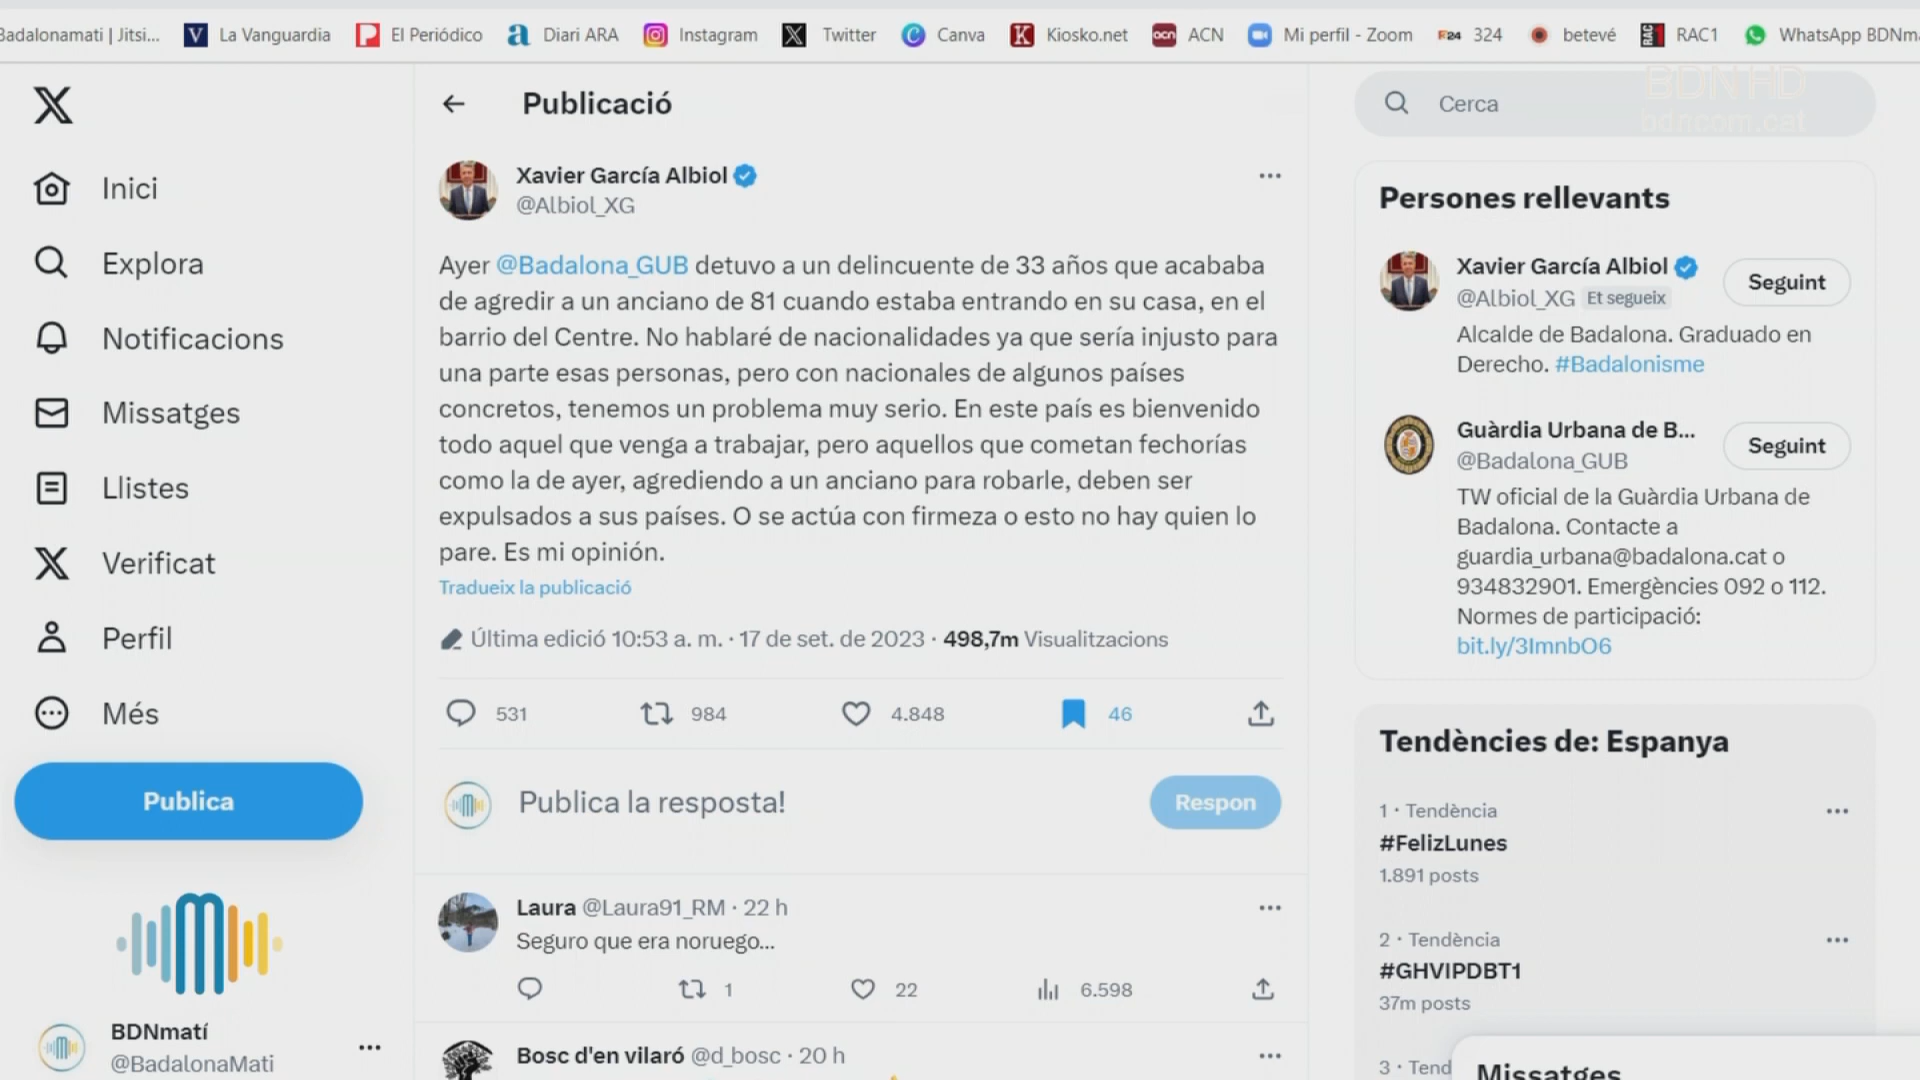 Badalonamati | Jitsi... La Vanguardia El Periódico Diari ARA Instagram Twitter Canva Kiosko.net ACN Mi perfil - Zoom 324 betevé RAC1 WhatsApp BDNma
BDN HD
bdncom.cat
Inici
Explora
Notificacions
Missatges
Llistes
Verificat
Perfil
Més
Publica
BDNmatí
@BadalonaMati
Publicació
Xavier García Albiol
@Albiol_XG
Ayer @Badalona_GUB detuvo a un delincuente de 33 años que acababa
de agredir a un anciano de 81 cuando estaba entrando en su casa, en el
barrio del Centre. No hablaré de nacionalidades ya que sería injusto para
una parte esas personas, pero con nacionales de algunos países
concretos, tenemos un problema muy serio. En este país es bienvenido
todo aquel que venga a trabajar, pero aquellos que cometan fechorías
como la de ayer, agrediendo a un anciano para robarle, deben ser
expulsados a sus países. O se actúa con firmeza o esto no hay quien lo
pare. Es mi opinión.
Tradueix la publicació
Última edició 10:53 a. m. · 17 de set. de 2023 · 498,7m Visualitzacions
531 984 4.848 46
Publica la resposta!
Respon
Laura @Laura91_RM · 22 h
Seguro que era noruego...
1 22 6.598
Bosc d'en vilaró @d_bosc · 20 h
Cerca
Persones rellevants
Xavier García Albiol
@Albiol_XG Et segueix
Seguint
Alcalde de Badalona. Graduado en
Derecho. #Badalonisme
Guàrdia Urbana de B...
@Badalona_GUB
Seguint
TW oficial de la Guàrdia Urbana de
Badalona. Contacte a
guardia_urbana@badalona.cat o
934832901. Emergències 092 o 112.
Normes de participació:
bit.ly/3ImnbO6
Tendències de: Espanya
1 · Tendència
#FelizLunes
1.891 posts
2 · Tendència
#GHVIPDBT1
37m posts
3 · Tend
Missatges